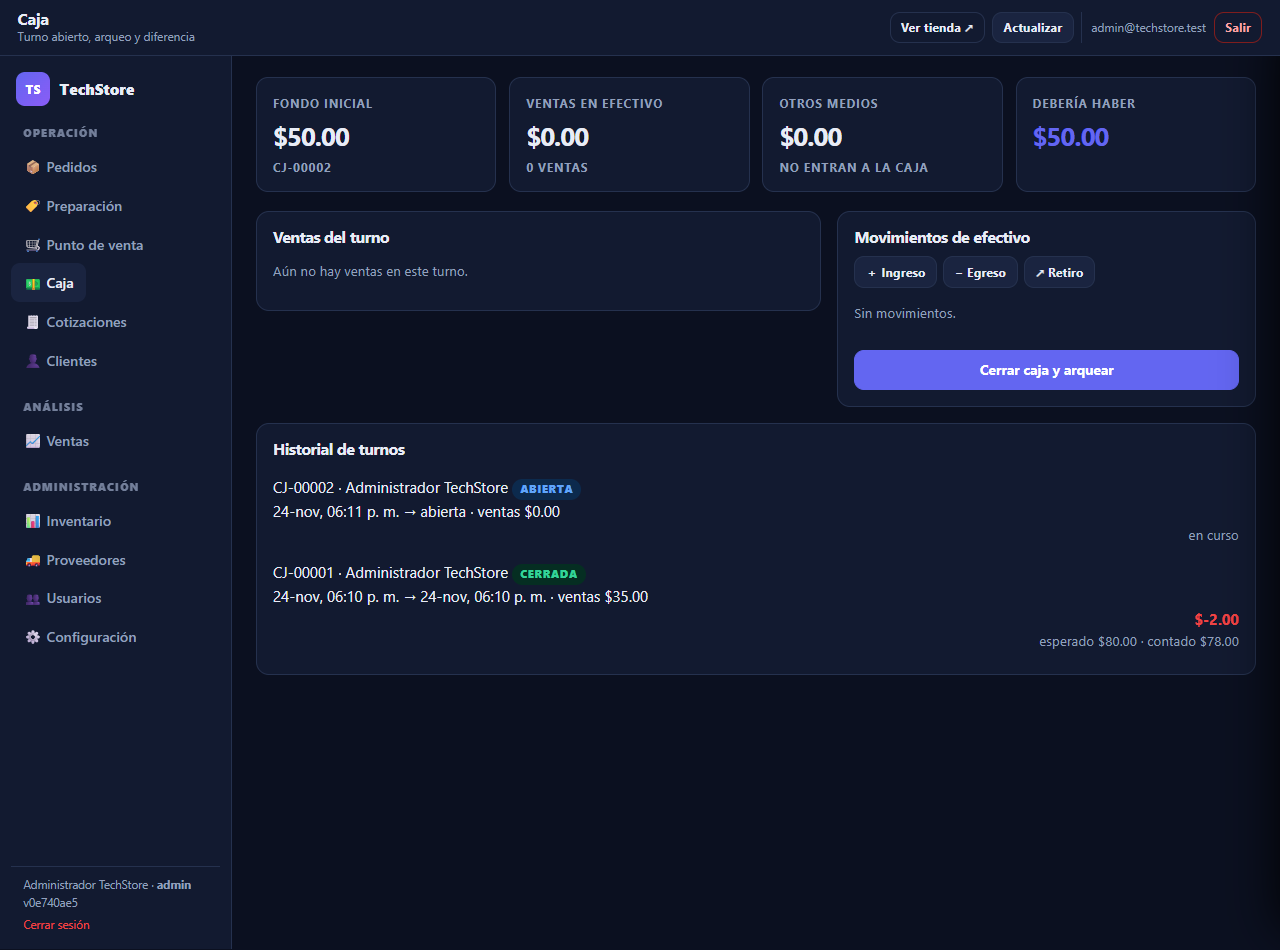 Caja
Turno abierto, arqueo y diferencia
Ver tienda ↗
Actualizar
admin@techstore.test
Salir
TS
TechStore
OPERACIÓN
Pedidos
Preparación
Punto de venta
Caja
Cotizaciones
Clientes
ANÁLISIS
Ventas
ADMINISTRACIÓN
Inventario
Proveedores
Usuarios
Configuración
Administrador TechStore · admin
v0e740ae5
Cerrar sesión
FONDO INICIAL
$50.00
CJ-00002
VENTAS EN EFECTIVO
$0.00
0 VENTAS
OTROS MEDIOS
$0.00
NO ENTRAN A LA CAJA
DEBERÍA HABER
$50.00
Ventas del turno
Aún no hay ventas en este turno.
Movimientos de efectivo
+ Ingreso
− Egreso
↗ Retiro
Sin movimientos.
Cerrar caja y arquear
Historial de turnos
CJ-00002 · Administrador TechStore ABIERTA
24-nov, 06:11 p. m. → abierta · ventas $0.00
en curso
CJ-00001 · Administrador TechStore CERRADA
24-nov, 06:10 p. m. → 24-nov, 06:10 p. m. · ventas $35.00
$-2.00
esperado $80.00 · contado $78.00